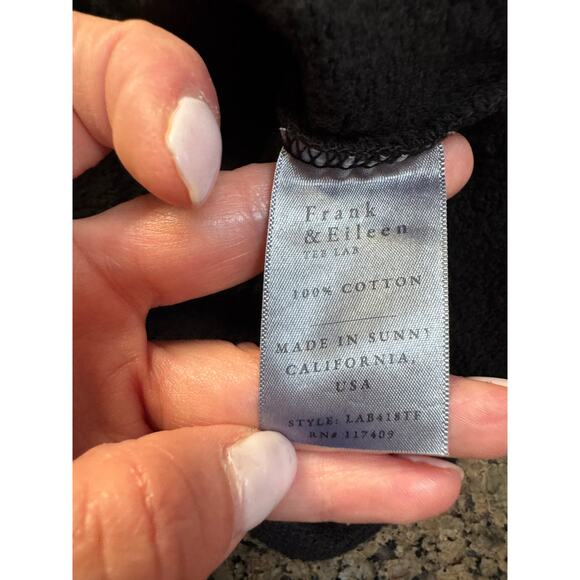 Frank
& Eileen
TEE LAB
100% COTTON
MADE IN SUNNY
CALIFORNIA,
USA
STYLE: LAB418TF
RN# 117409